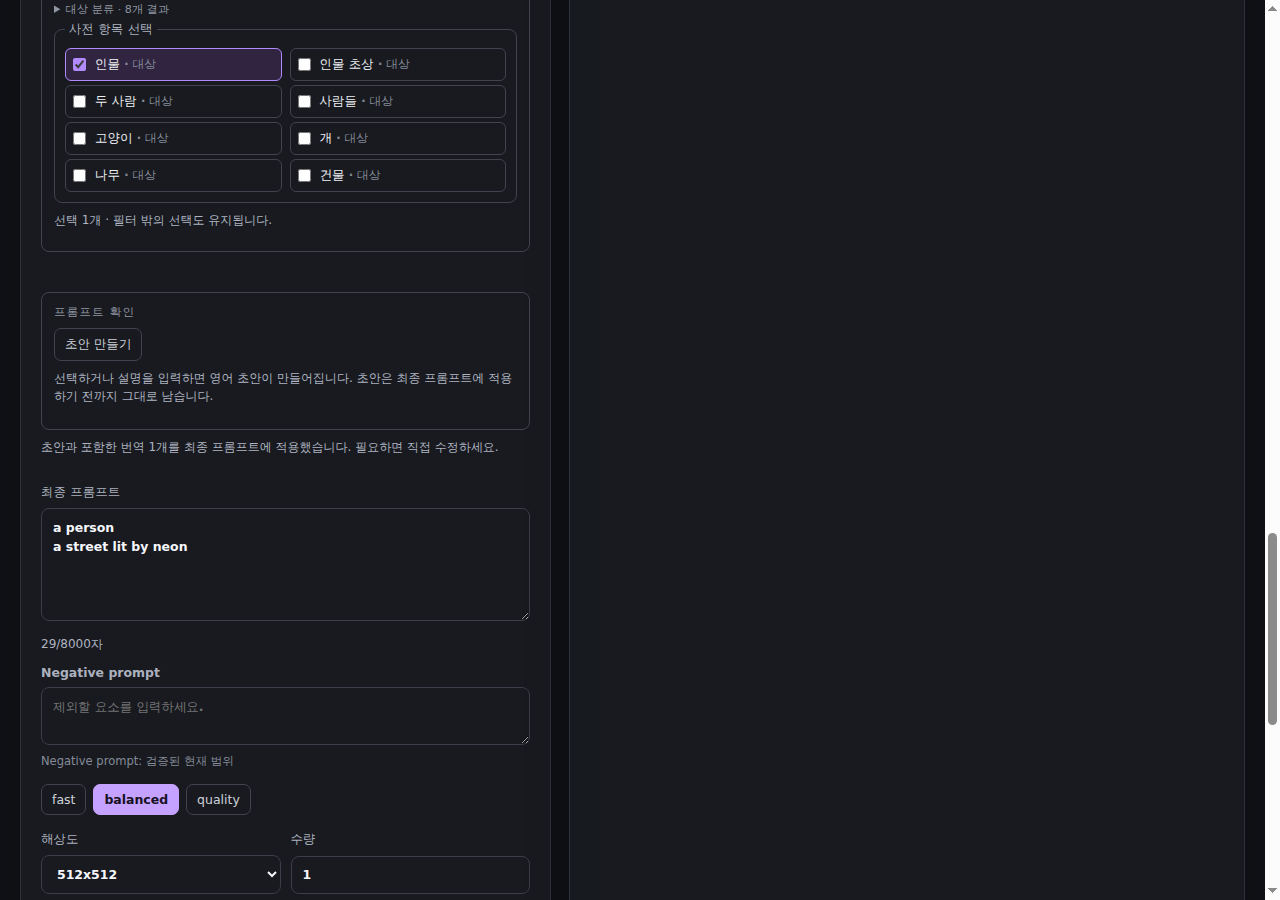 ▶ 대상 분류 · 8개 결과
사전 항목 선택
인물 · 대상
인물 초상 · 대상
두 사람 · 대상
사람들 · 대상
고양이 · 대상
개 · 대상
나무 · 대상
건물 · 대상
선택 1개 · 필터 밖의 선택도 유지됩니다.
프롬프트 확인
초안 만들기
선택하거나 설명을 입력하면 영어 초안이 만들어집니다. 초안은 최종 프롬프트에 적용
하기 전까지 그대로 남습니다.
초안과 포함한 번역 1개를 최종 프롬프트에 적용했습니다. 필요하면 직접 수정하세요.
최종 프롬프트
a person
a street lit by neon
29/8000자
Negative prompt
제외할 요소를 입력하세요.
Negative prompt: 검증된 현재 범위
fast
balanced
quality
해상도
수량
512x512
1